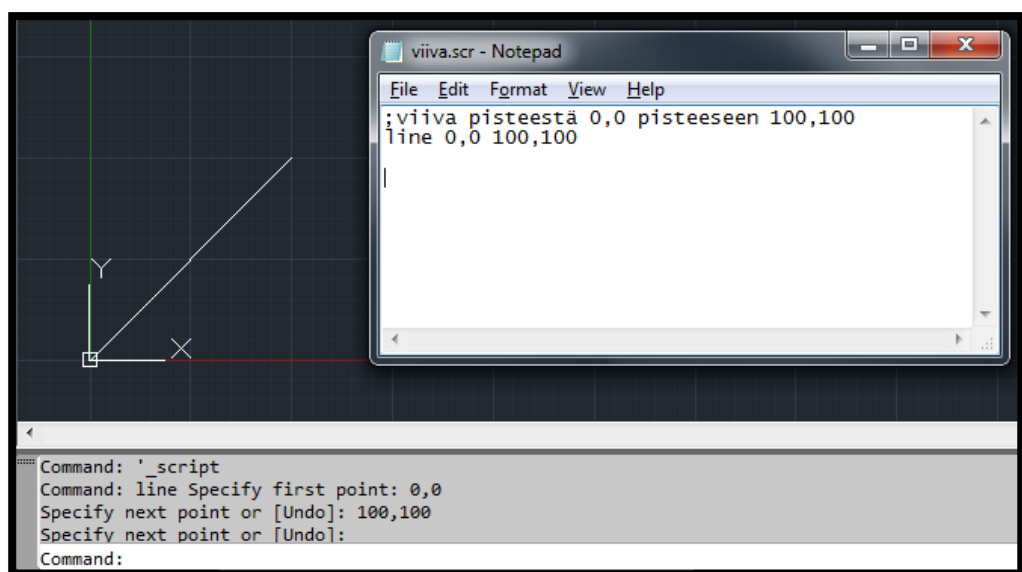 viiva.scr - Notepad
File Edit Format View Help
;viiva pisteestä 0,0 pisteeseen 100,100
line 0,0 100,100
Y
X
Command: '_script
Command: line Specify first point: 0,0
Specify next point or [Undo]: 100,100
Specify next point or [Undo]:
Command: